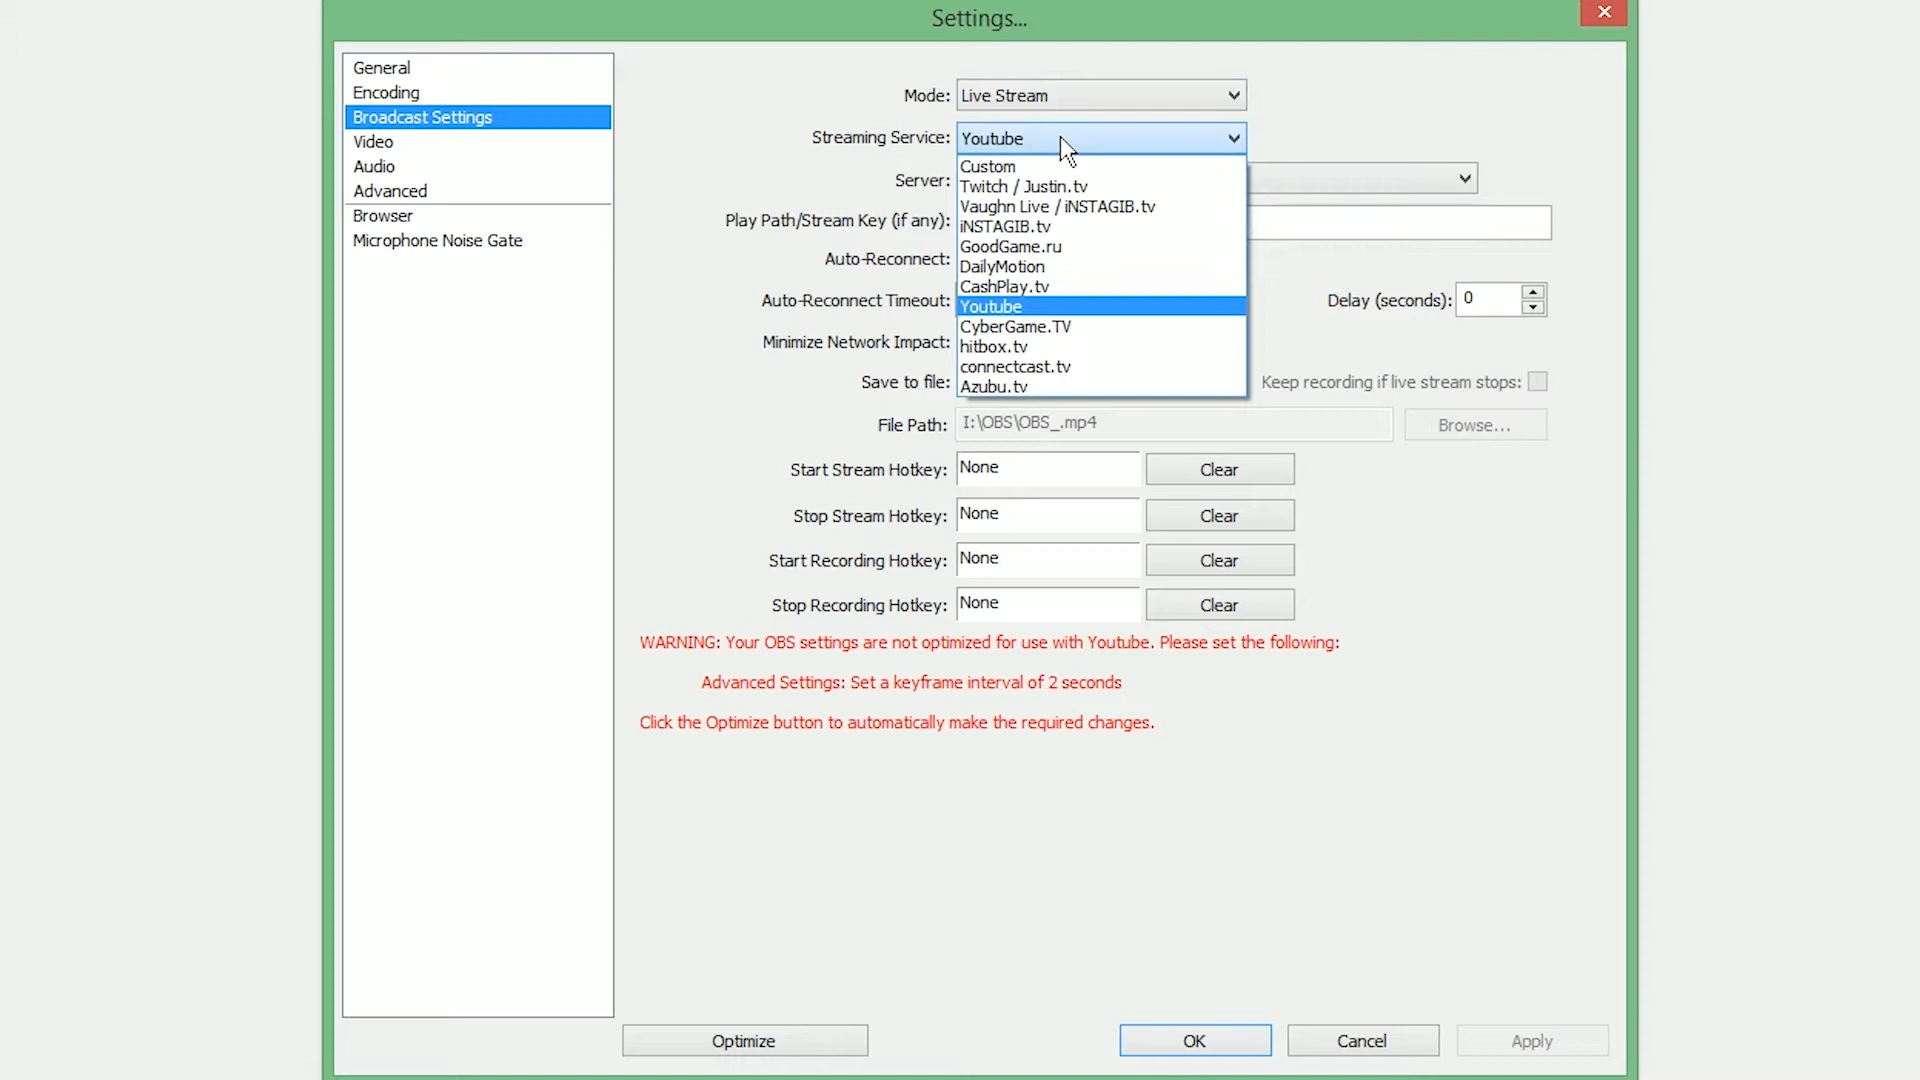 Settings...
General
Encoding
Broadcast Settings
Video
Audio
Advanced
Browser
Microphone Noise Gate
Mode: Live Stream
Streaming Service: Youtube
Custom
Twitch / Justin.tv
Vaughn Live / iNSTAGIB.tv
iNSTAGIB.tv
GoodGame.ru
DailyMotion
CashPlay.tv
Youtube
CyberGame.TV
hitbox.tv
connectcast.tv
Azubu.tv
Server:
Play Path/Stream Key (if any):
Auto-Reconnect:
Auto-Reconnect Timeout:
Delay (seconds): 0
Minimize Network Impact:
Save to file:
Keep recording if live stream stops:
File Path: I:\OBS\OBS_.mp4 Browse...
Start Stream Hotkey: None Clear
Stop Stream Hotkey: None Clear
Start Recording Hotkey: None Clear
Stop Recording Hotkey: None Clear
WARNING: Your OBS settings are not optimized for use with Youtube. Please set the following:
Advanced Settings: Set a keyframe interval of 2 seconds
Click the Optimize button to automatically make the required changes.
Optimize OK Cancel Apply